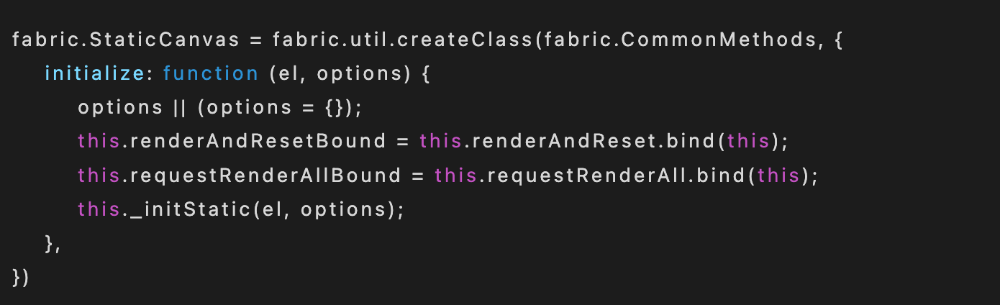 fabric.StaticCanvas = fabric.util.createClass(fabric.CommonMethods, {
initialize: function (el, options) {
options || (options = {});
this.renderAndResetBound = this.renderAndReset.bind(this);
this.requestRenderAllBound = this.requestRenderAll.bind(this);
this._initStatic(el, options);
},
})